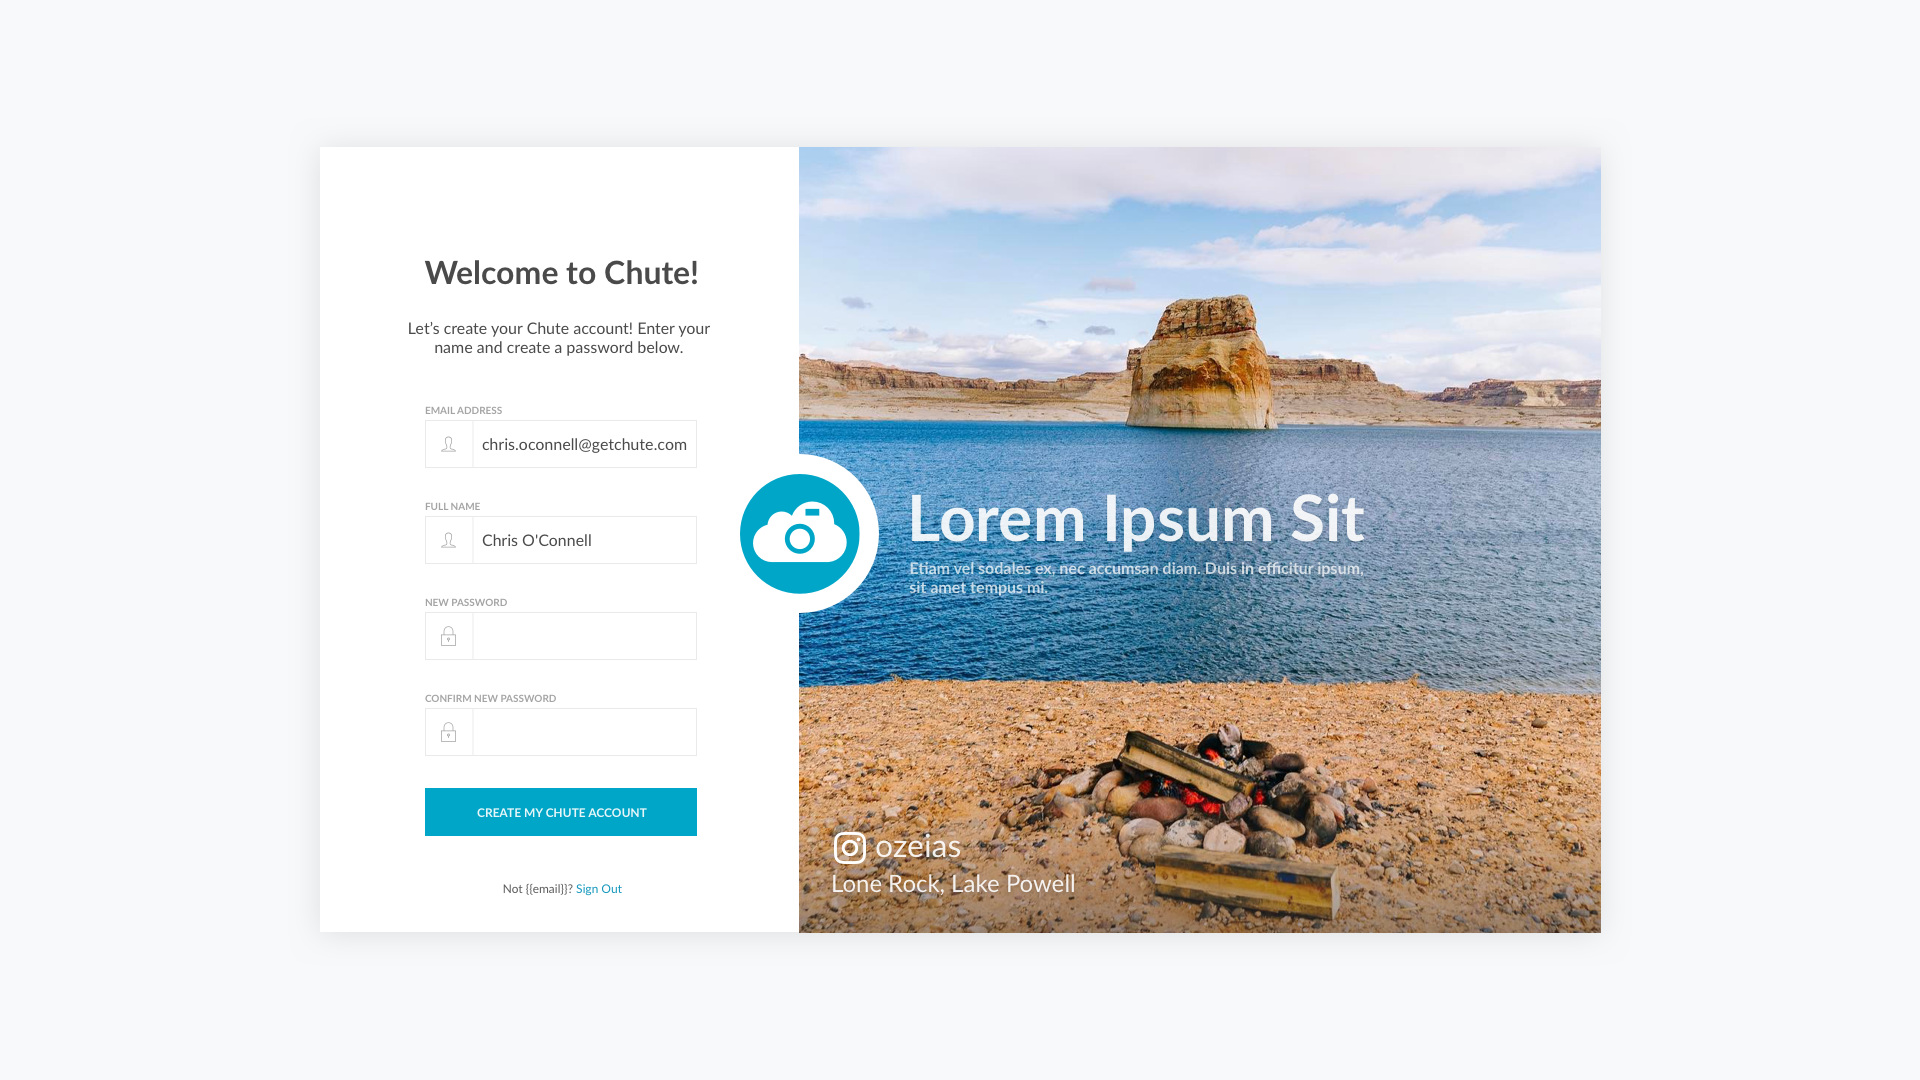 Welcome to Chute!
Let's create your Chute account! Enter your
name and create a password below.
EMAIL ADDRESS
chris.oconnell@getchute.com
FULL NAME
Chris O'Connell
NEW PASSWORD
CONFIRM NEW PASSWORD
CREATE MY CHUTE ACCOUNT
Not {{email}}? Sign Out
Lorem Ipsum Sit
Etiam vel sodales ex, nec accumsan diam. Duis in efficitur ipsum,
sit amet tempus mi.
ozeias
Lone Rock, Lake Powell